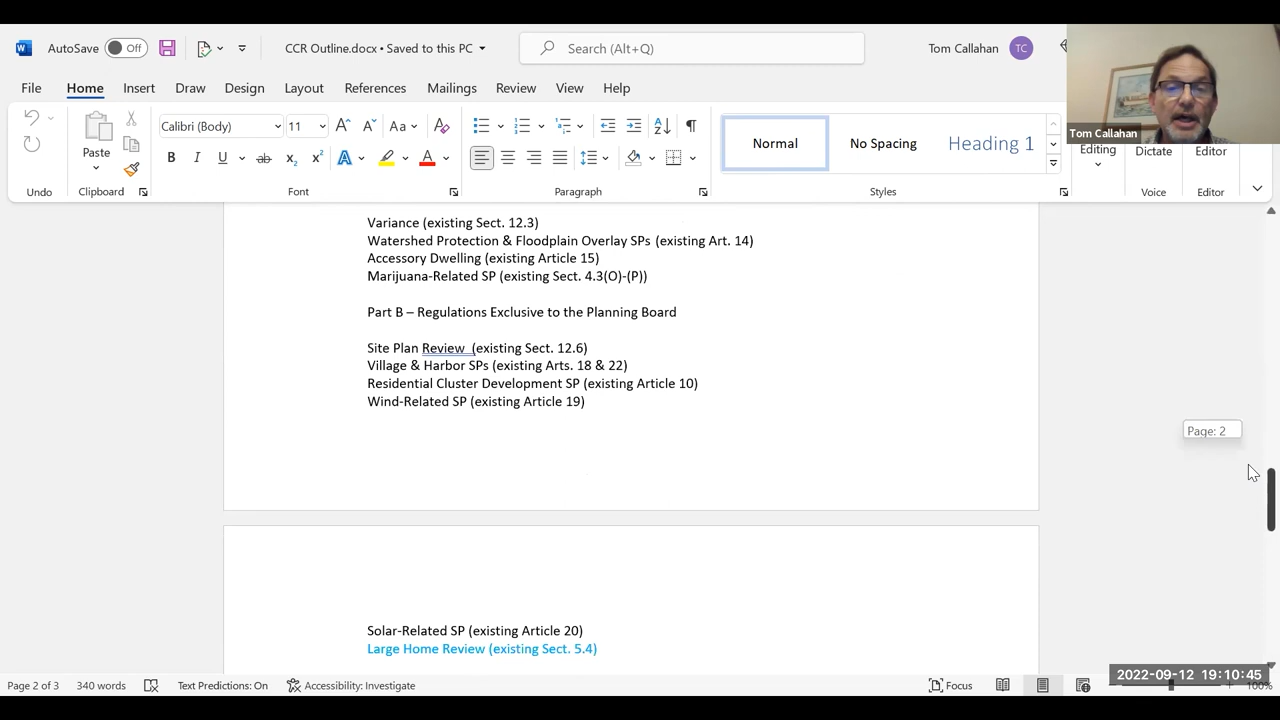 AutoSave Off CCR Outline.docx • Saved to this PC Search (Alt+Q) Tom Callahan TC
File Home Insert Draw Design Layout References Mailings Review View Help
Tom Callahan
Calibri (Body) 11 Aa A
Paste B I U ab x₂ x² A A Normal No Spacing Heading 1 Editing Dictate Editor
Undo Clipboard Font Paragraph Styles Voice Editor
Variance (existing Sect. 12.3)
Watershed Protection & Floodplain Overlay SPs (existing Art. 14)
Accessory Dwelling (existing Article 15)
Marijuana-Related SP (existing Sect. 4.3(O)-(P))
Part B – Regulations Exclusive to the Planning Board
Site Plan Review (existing Sect. 12.6)
Village & Harbor SPs (existing Arts. 18 & 22)
Residential Cluster Development SP (existing Article 10)
Wind-Related SP (existing Article 19)
Page: 2
Solar-Related SP (existing Article 20)
Large Home Review (existing Sect. 5.4)
2022-09-12 19:10:45
Page 2 of 3 340 words Text Predictions: On Accessibility: Investigate Focus 100%